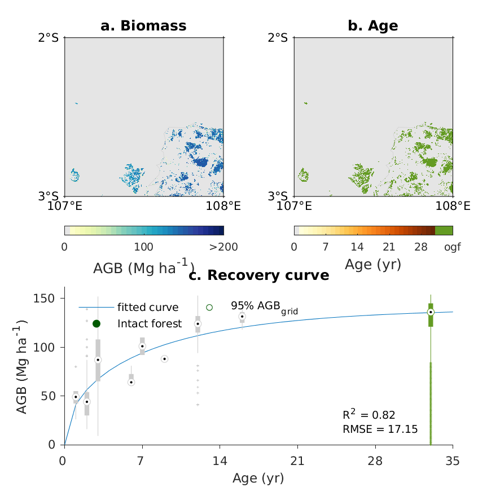 a. Biomass
b. Age
2°S
2°S
3°S
3°S
107°E
108°E
107°E
108°E
0
100
>200
0
7
14
21
28
ogf
AGB (Mg ha⁻¹)
Age (yr)
c. Recovery curve
fitted curve
95% AGB_grid
Intact forest
150
100
50
0
AGB (Mg ha⁻¹)
R² = 0.82
RMSE = 17.15
0
7
14
21
28
35
Age (yr)